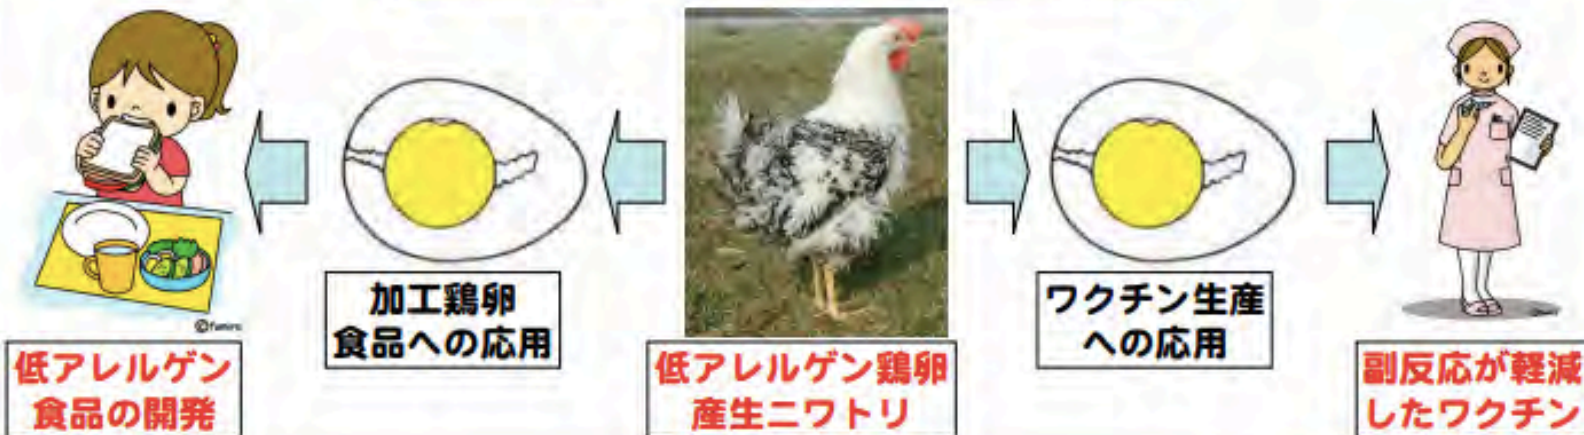 ©fumira
低アレルゲン
食品の開発
加工鶏卵
食品への応用
低アレルゲン鶏卵
産生ニワトリ
ワクチン生産
への応用
副反応が軽減
したワクチン